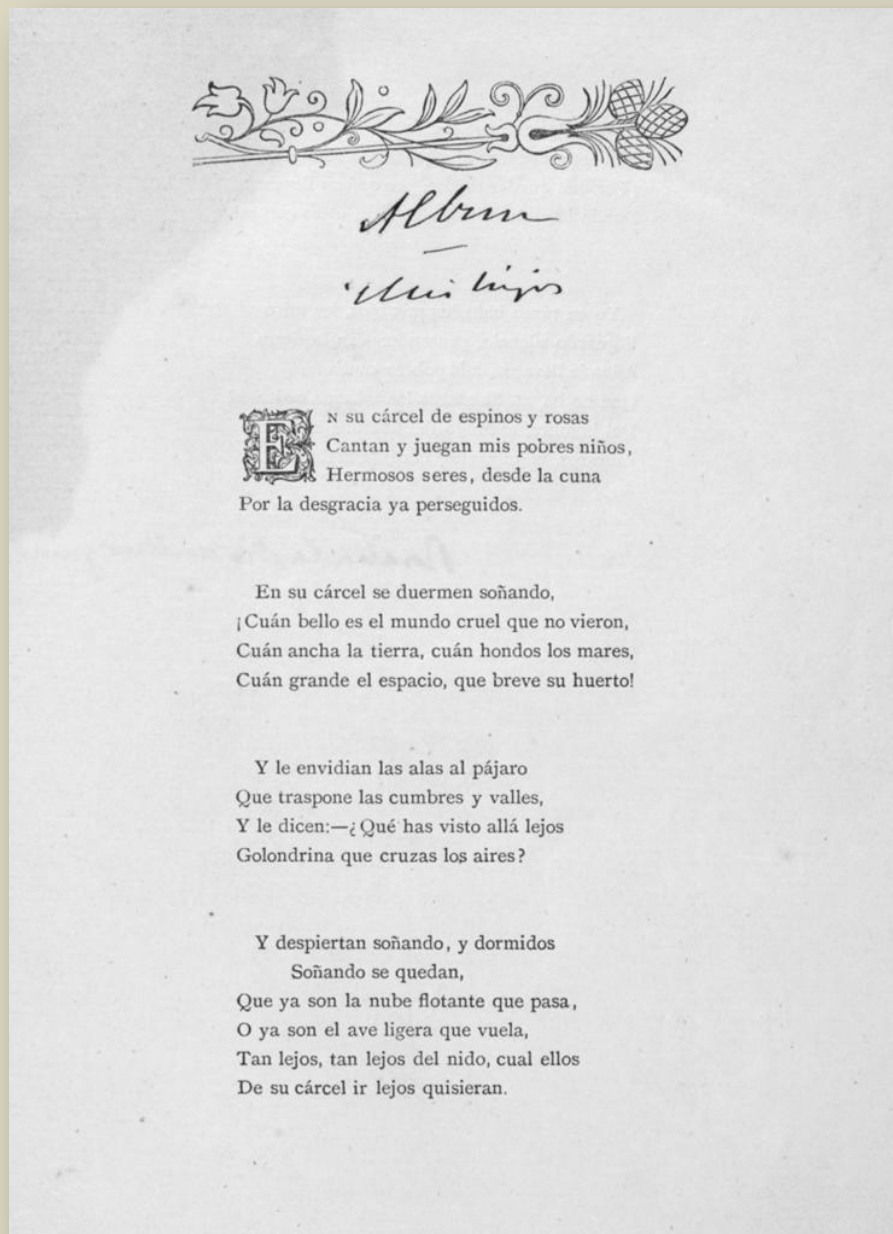 Album
Mis hijos
EN su cárcel de espinos y rosas
Cantan y juegan mis pobres niños,
Hermosos seres, desde la cuna
Por la desgracia ya perseguidos.
En su cárcel se duermen soñando,
¡Cuán bello es el mundo cruel que no vieron,
Cuán ancha la tierra, cuán hondos los mares,
Cuán grande el espacio, que breve su huerto!
Y le envidian las alas al pájaro
Que traspone las cumbres y valles,
Y le dicen:—¿Qué has visto allá lejos
Golondrina que cruzas los aires?
Y despiertan soñando, y dormidos
Soñando se quedan,
Que ya son la nube flotante que pasa,
O ya son el ave ligera que vuela,
Tan lejos, tan lejos del nido, cual ellos
De su cárcel ir lejos quisieran.